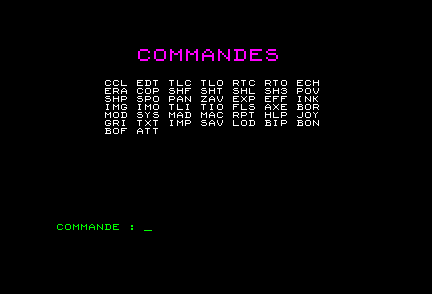 COMMANDES
CCL EDT TLC TLO RTC RTO ECH
ERA COP SHF SHT SHL SH3 POV
SHP SPO PAN ZAV EXP EFF INK
IMG IMO TLI TIO FLS AXE BOR
MOD SYS MAD MAC RPT HLP JOY
GRI TXT IMP SAV LOD BIP BON
BOF ATT
COMMANDE : _